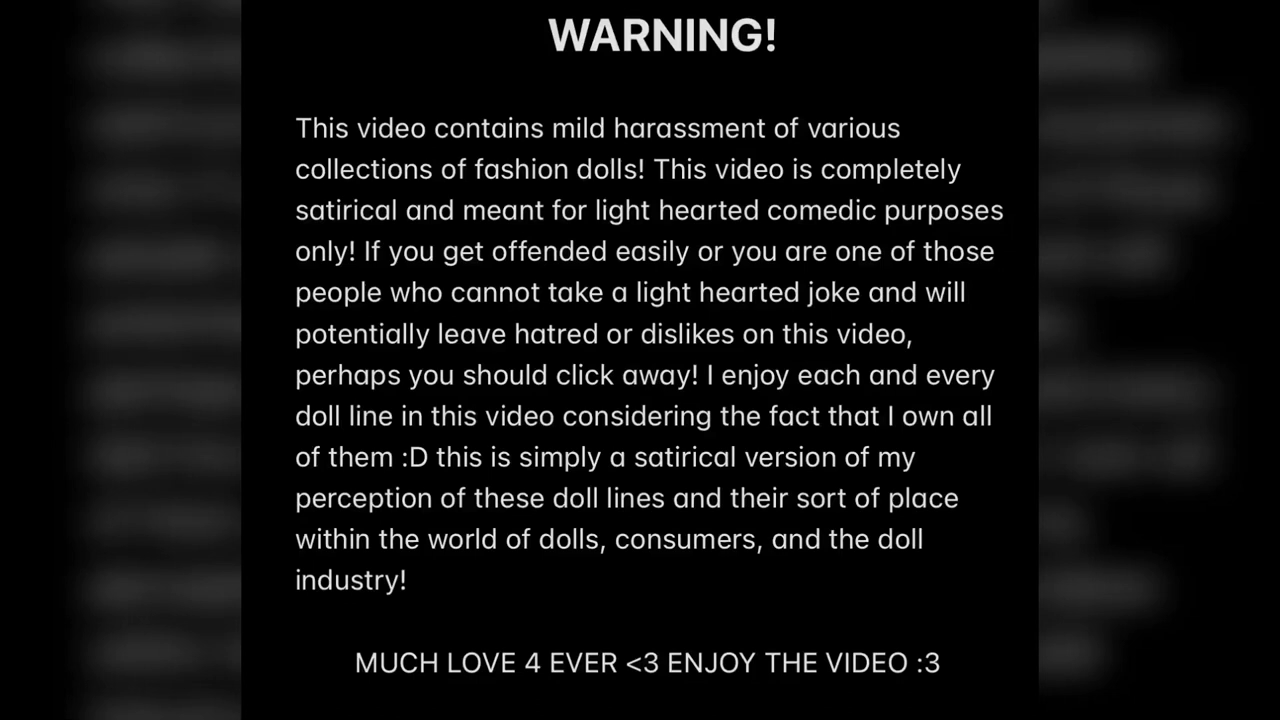 WARNING!
This video contains mild harassment of various
collections of fashion dolls! This video is completely
satirical and meant for light hearted comedic purposes
only! If you get offended easily or you are one of those
people who cannot take a light hearted joke and will
potentially leave hatred or dislikes on this video,
perhaps you should click away! I enjoy each and every
doll line in this video considering the fact that I own all
of them :D this is simply a satirical version of my
perception of these doll lines and their sort of place
within the world of dolls, consumers, and the doll
industry!
MUCH LOVE 4 EVER <3 ENJOY THE VIDEO :3